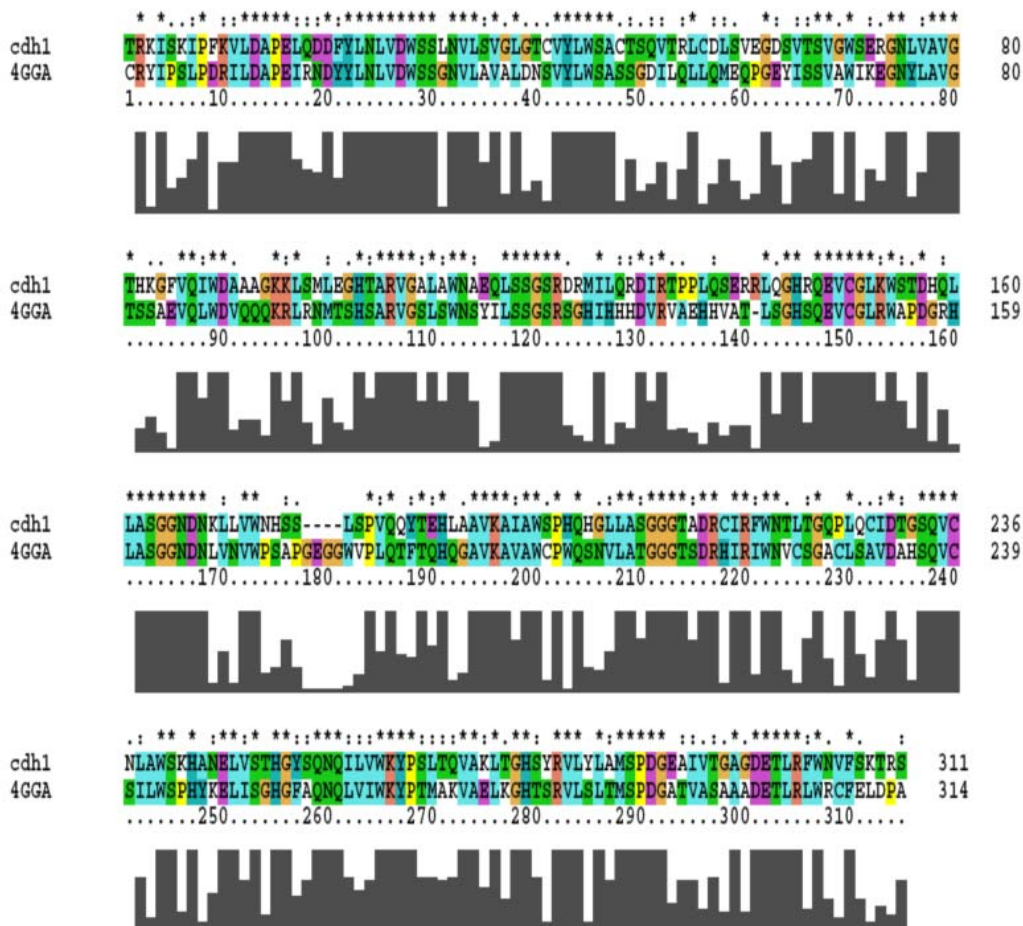 * *..:* ::*****:..*:********* ***:*.*...******.:.::. :.:. *: :.:**:*.:. ** :***
cdh1 TRKISKIPFKVLDAPELQDDFYLNLVDWSSLNVLSVGLGTCVYLWSACTSQVTRLCDLSVEGDSVTSVGWSERGNLVAVG 80
4GGA CRYIPSLPDRILDAPEIRNDYYLNLVDWSSGNVLAVALDNSVYLWSASSGDILQLLQMEQPGEYISSVAWIKEGNYLAVG 80
1........10........20........30........40........50........60........70........80
* .. **:**. .. *:* .:. *:****:*:**: ******. * ::*:*. : *.** ******:*:.* :
cdh1 THKGFVQIWDAAAGKKLSMLEGHTARVGALAWNAEQLSSGSRDRMILQRDIRTPPLQSERRLQGHRQEVCGLKWSTDHQL 160
4GGA TSSAEVQLWDVQQQKRLRNMTSHSARVGSLSWNSYILSSGSRSGHIHHHDVRVAEHHVAT-LSGHSQEVCGLRWAPDGRH 159
.........90.......100.......110.......120.......130.......140.......150.......160
******** : ** :. *:* :*:* .****:**.* * .:**:****:** **:**. :* *. :*: ****
cdh1 LASGGNDNKLLVWNHSS----LSPVQQYTEHLAAVKAIAWSPHQHGLLASGGGTADRCIRFWNTLTGQPLQCIDTGSQVC 236
4GGA LASGGNDNLVNVWPSAPGEGGWVPLQTFTQHQGAVKAVAWCPWQSNVLATGGGTSDRHIRIWNVCSGACLSAVDAHSQVC 239
.......170.......180.......190.......200.......210.......220.......230.......240
.: ** * .**:*. **::***:::****:::.**:*.**: *** *:*****. :.:.:*.*****:*. * . :
cdh1 NLAWSKHANELVSTHGYSQNQILVWKYPSLTQVAKLTGHSYRVLYLAMSPDGEAIVTGAGDETLRFWNVFSKTRS 311
4GGA SILWSPHYKELISGHGFAQNQLVIWKYPTMAKVAELKGHTSRVLSLTMSPDGATVASAAADETLRLWRCFELDPA 314
.......250.......260.......270.......280.......290.......300.......310.....